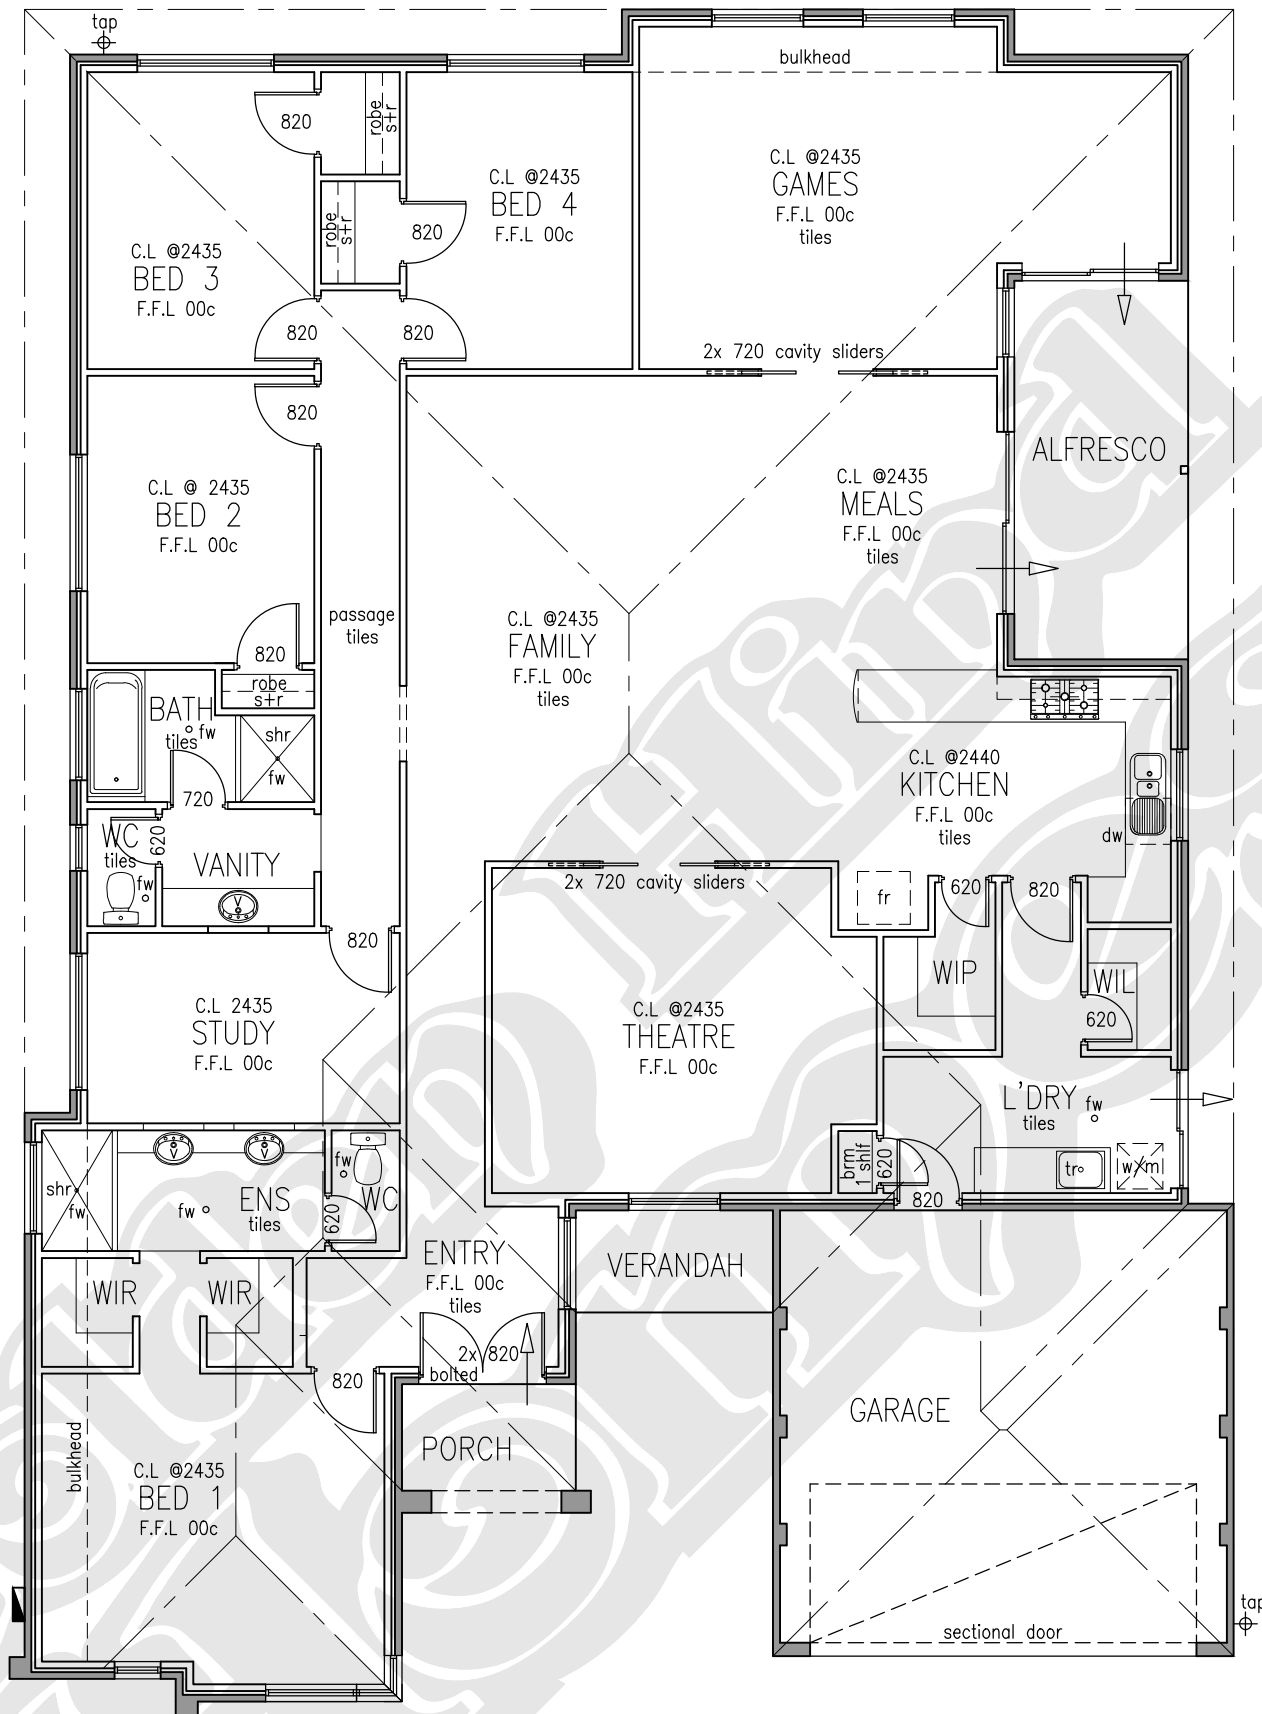 tap
bulkhead
820
robe
s+r
C.L @2435
GAMES
F.F.L 00c
tiles
C.L @2435
BED 4
F.F.L 00c
robe
s+r
820
C.L @2435
BED 3
F.F.L 00c
820
820
2x 720 cavity sliders
820
ALFRESCO
C.L @2435
MEALS
F.F.L 00c
tiles
C.L @ 2435
BED 2
F.F.L 00c
passage
tiles
C.L @2435
FAMILY
F.F.L 00c
tiles
820
robe
s+r
BATH
tiles
fw
shr
fw
720
C.L @2440
KITCHEN
F.F.L 00c
tiles
dw
WC
tiles
620
fw
VANITY
V
2x 720 cavity sliders
fr
620
820
820
WIP
WIL
620
C.L 2435
STUDY
F.F.L 00c
C.L @2435
THEATRE
F.F.L 00c
L'DRY
tiles
fw
V
V
shr
fw
fw
ENS
tiles
fw
WC
620
brm
1 shlf
620
820
tr
w/m
ENTRY
F.F.L 00c
tiles
VERANDAH
WIR
WIR
2x 820
bolted
820
PORCH
GARAGE
bulkhead
C.L @2435
BED 1
F.F.L 00c
sectional door
tap